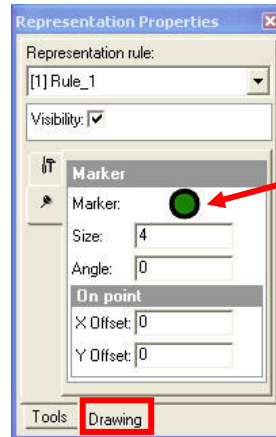 Representation Properties
Representation rule:
[1] Rule_1
Visibility:
Marker
Marker:
Size: 4
Angle: 0
On point
X Offset: 0
Y Offset: 0
Tools Drawing